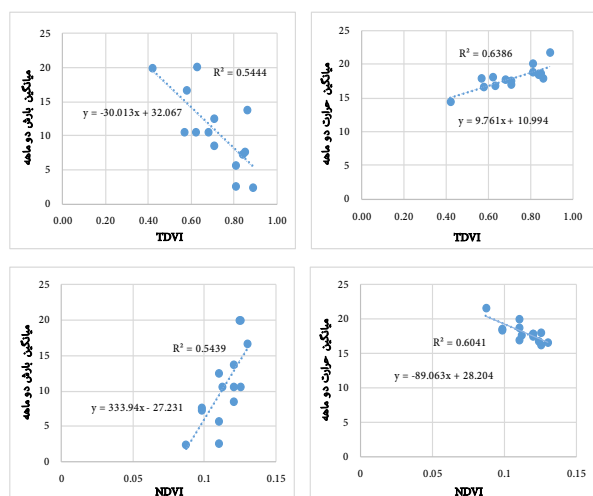 میانگین بارش دو ماهه
25
20
15
10
5
0
R² = 0.5444
y = -30.013x + 32.067
0.00 0.20 0.40 0.60 0.80 1.00
TDVI
میانگین حرارت دو ماهه
25
20
15
10
5
0
R² = 0.6386
y = 9.761x + 10.994
0.00 0.20 0.40 0.60 0.80 1.00
TDVI
میانگین بارش دو ماهه
25
20
15
10
5
0
R² = 0.5439
y = 333.94x - 27.231
0 0.05 0.1 0.15
NDVI
میانگین حرارت دو ماهه
25
20
15
10
5
0
R² = 0.6041
y = -89.063x + 28.204
0 0.05 0.1 0.15
NDVI